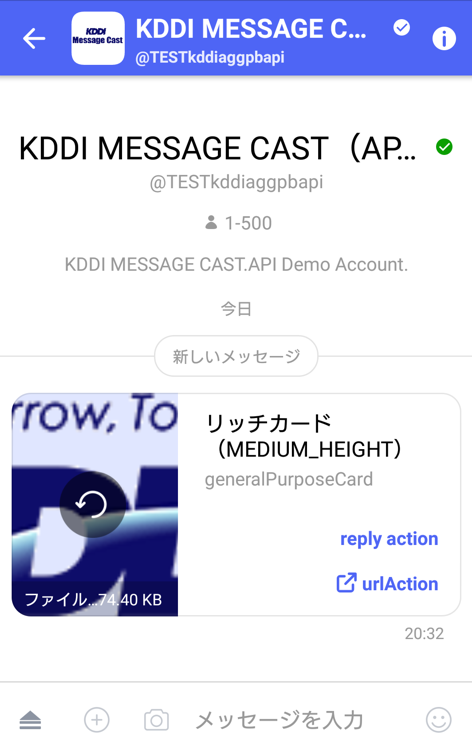 KDDI
Message Cast
KDDI MESSAGE C...
@TESTkddiaggpbapi
KDDI MESSAGE CAST（AP...
@TESTkddiaggpbapi
1-500
KDDI MESSAGE CAST.API Demo Account.
今日
新しいメッセージ
rrow, To
リッチカード
（MEDIUM_HEIGHT）
generalPurposeCard
reply action
urlAction
ファイル...74.40 KB
20:32
メッセージを入力